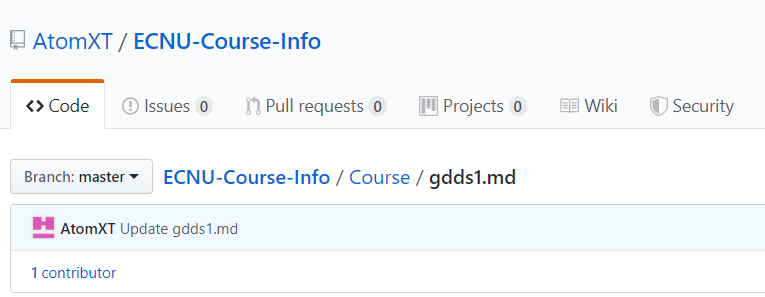 AtomXT / ECNU-Course-Info
Code Issues 0 Pull requests 0 Projects 0 Wiki Security
Branch: master ECNU-Course-Info / Course / gdds1.md
AtomXT Update gdds1.md
1 contributor